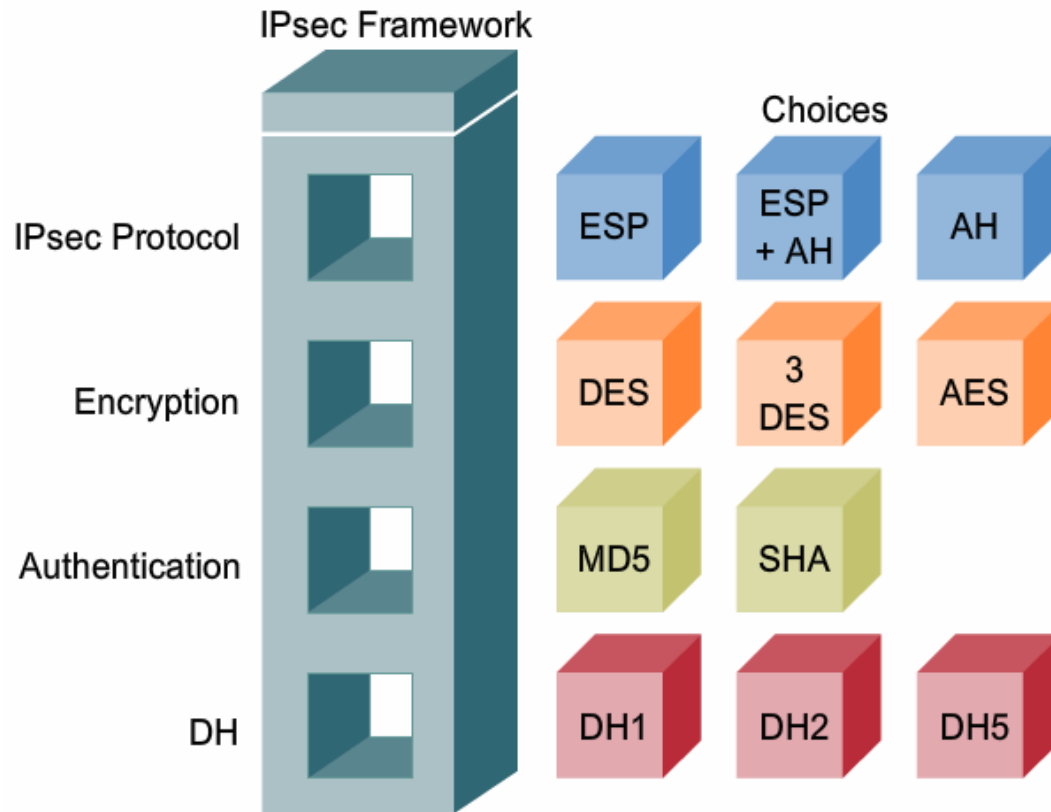 IPsec Framework
Choices
IPsec Protocol
ESP
ESP
+ AH
AH
Encryption
DES
3
DES
AES
Authentication
MD5
SHA
DH
DH1
DH2
DH5